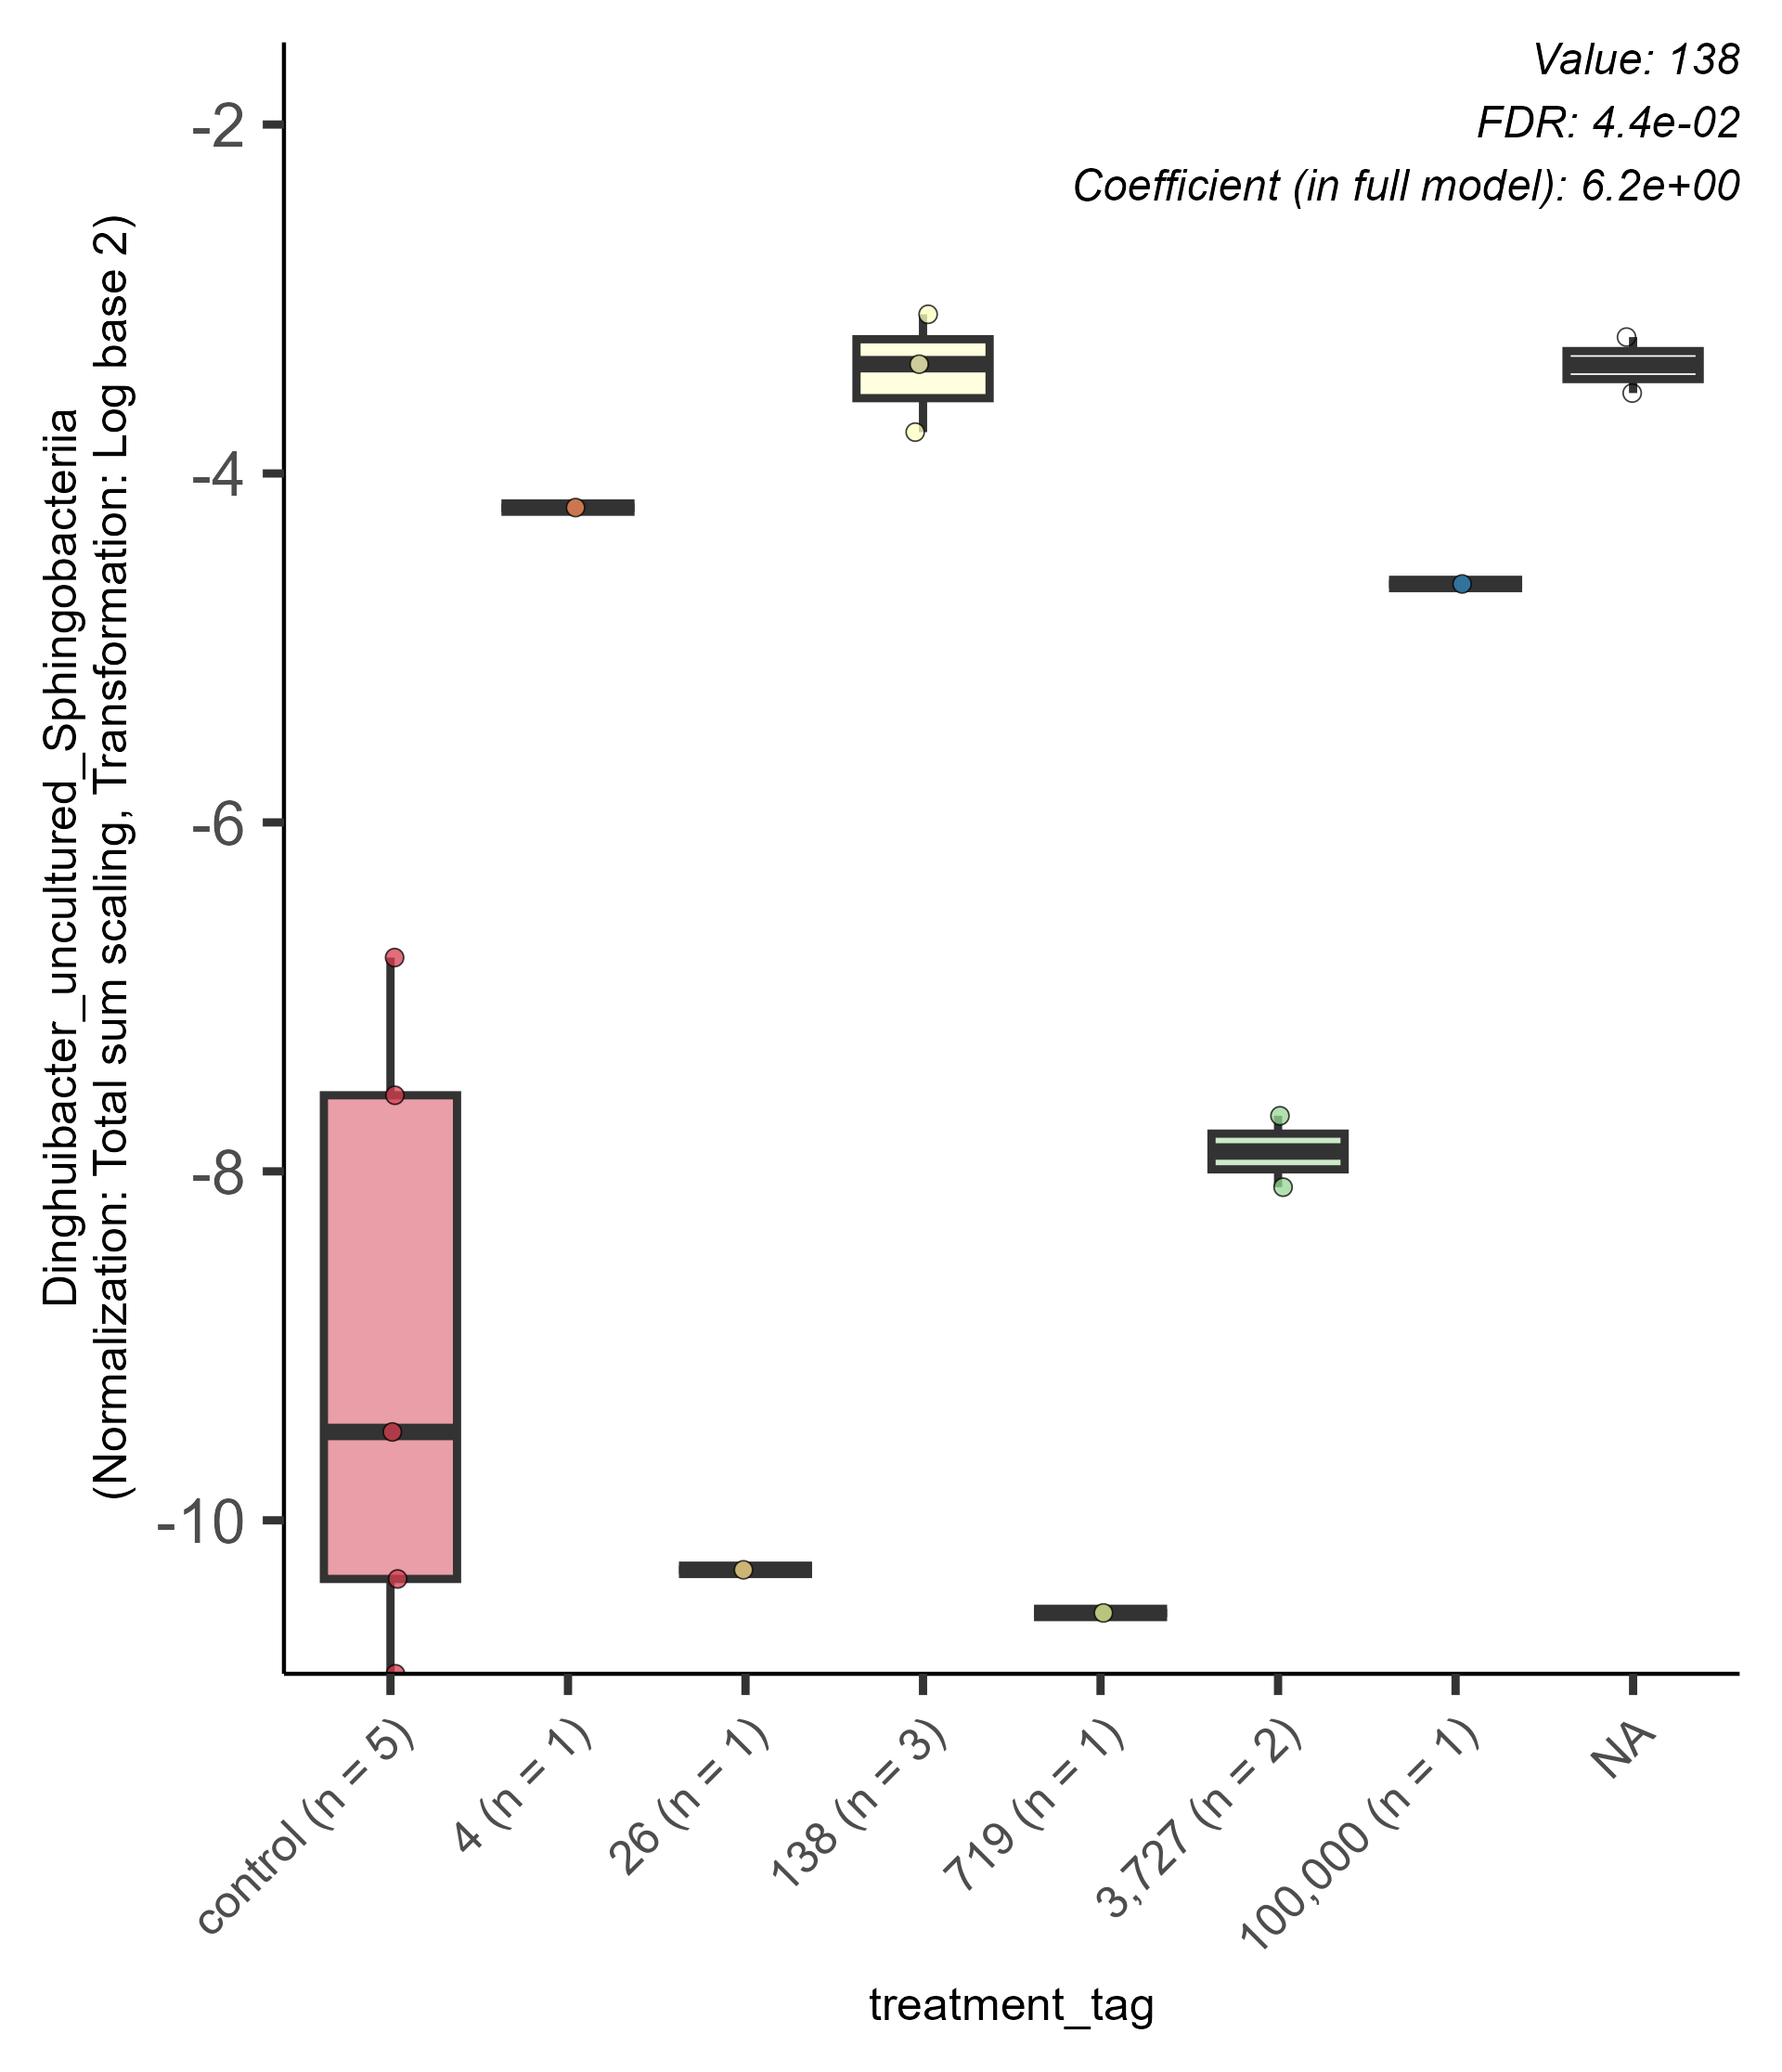 Value: 138
FDR: 4.4e-02
Coefficient (in full model): 6.2e+00
Dinghuibacter_uncultured_Sphingobacteriia
(Normalization: Total sum scaling, Transformation: Log base 2)
-2
-4
-6
-8
-10
control (n = 5)
4 (n = 1)
26 (n = 1)
138 (n = 3)
719 (n = 1)
3,727 (n = 2)
100,000 (n = 1)
NA
treatment_tag